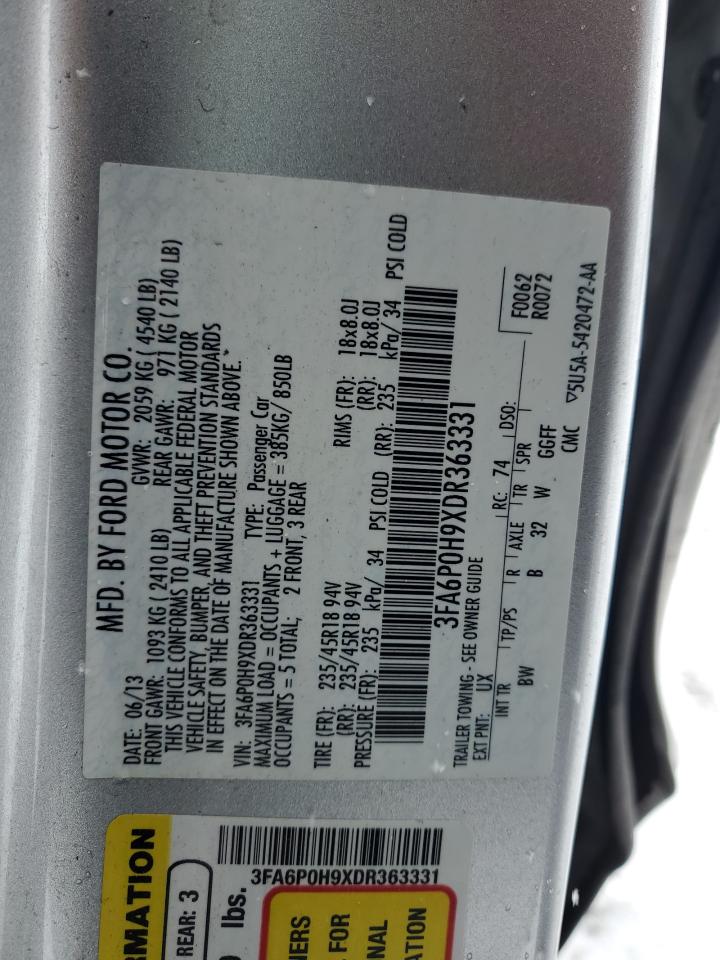 MFD. BY FORD MOTOR CO.
DATE: 06/13 GVWR: 2059 KG ( 4540 LB)
FRONT GAWR: 1093 KG ( 2410 LB) REAR GAWR: 971 KG ( 2140 LB)
THIS VEHICLE CONFORMS TO ALL APPLICABLE FEDERAL MOTOR
VEHICLE SAFETY, BUMPER, AND THEFT PREVENTION STANDARDS
IN EFFECT ON THE DATE OF MANUFACTURE SHOWN ABOVE.
VIN: 3FA6P0H9XDR363331 TYPE: Passenger Car
MAXIMUM LOAD = OCCUPANTS + LUGGAGE = 385KG/ 850LB
OCCUPANTS = 5 TOTAL; 2 FRONT, 3 REAR
TIRE (FR): 235/45R18 94V RIMS (FR): 18x8.0J
(RR): 235/45R18 94V (RR): 18x8.0J
PRESSURE (FR): 235 kPa/ 34 PSI COLD (RR): 235 kPa/ 34 PSI COLD
3FA6P0H9XDR363331
TRAILER TOWING - SEE OWNER GUIDE
EXT PNT: UX RC: 74 DSO: F0062
R0072
INT TR TP/PS R AXLE TR SPR
BW B 32 W GGFF
CMC ▽5U5A-5420472-AA
RMATION
REAR: 3
lbs.
3FA6P0H9XDR363331
NERS
FOR
NAL
ATION